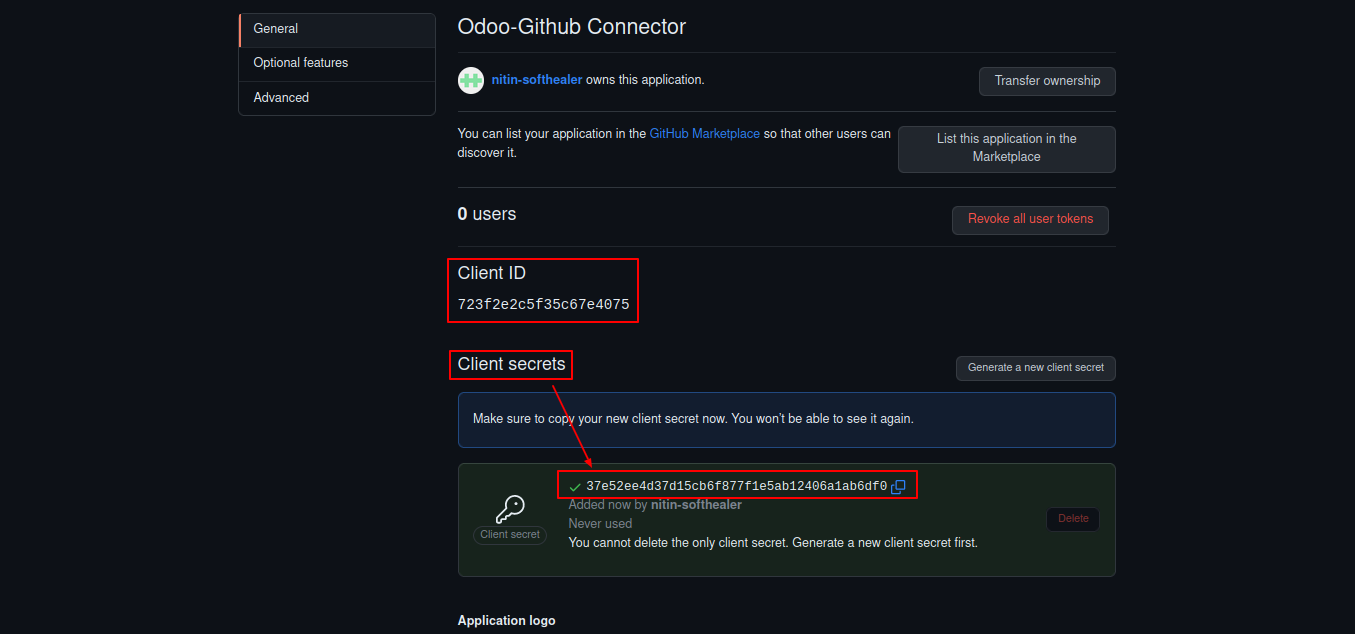 General
Optional features
Advanced
Odoo-Github Connector
nitin-softhealer owns this application.
Transfer ownership
You can list your application in the GitHub Marketplace so that other users can
discover it.
List this application in the
Marketplace
0 users
Revoke all user tokens
Client ID
723f2e2c5f35c67e4075
Client secrets
Generate a new client secret
Make sure to copy your new client secret now. You won't be able to see it again.
37e52ee4d37d15cb6f877f1e5ab12406a1ab6df0
Added now by nitin-softhealer
Never used
You cannot delete the only client secret. Generate a new client secret first.
Client secret
Delete
Application logo